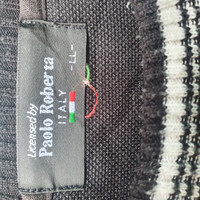 Licensed by
Paolo Roberta
ITALY
-LL-